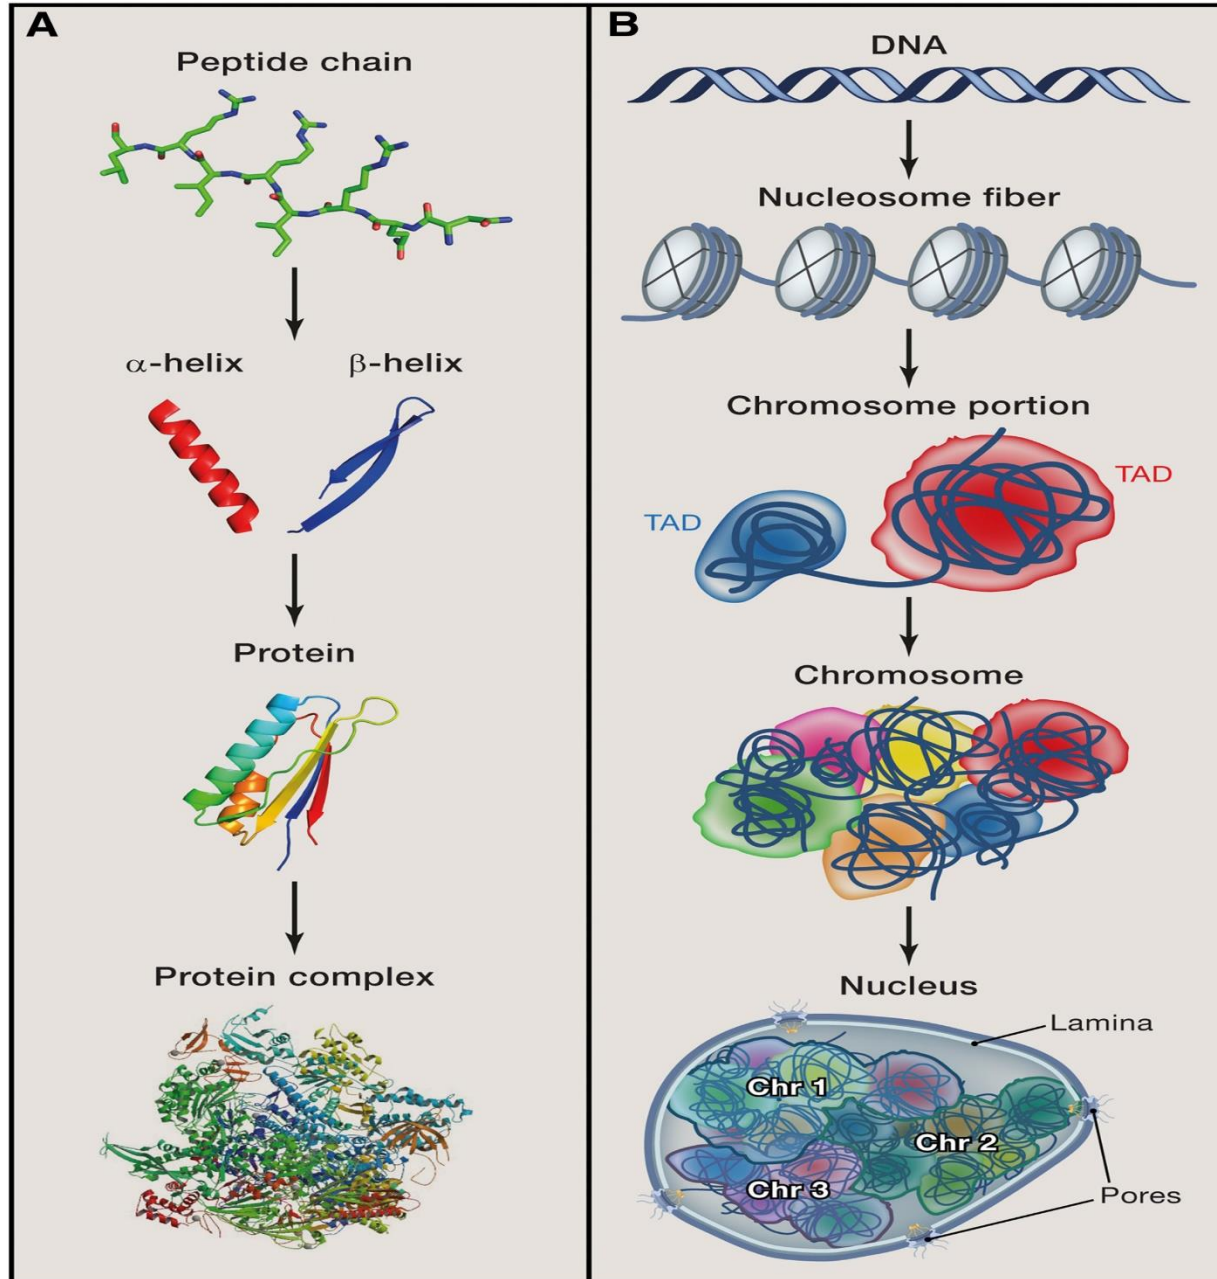 A
Peptide chain
α-helix
β-helix
Protein
Protein complex
B
DNA
Nucleosome fiber
Chromosome portion
TAD
TAD
Chromosome
Nucleus
Lamina
Chr 1
Chr 2
Chr 3
Pores